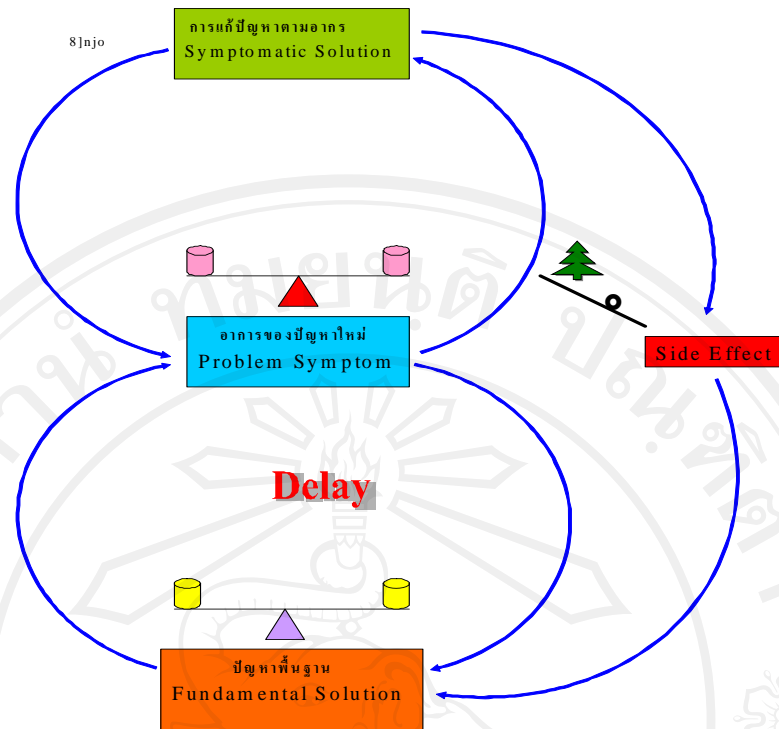 การแก้ปัญหาตามอากร
8]njo
Symptomatic Solution
อาการของปัญหาใหม่
Problem Symptom
Side Effect
Delay
ปัญหาพื้นฐาน
Fundamental Solution